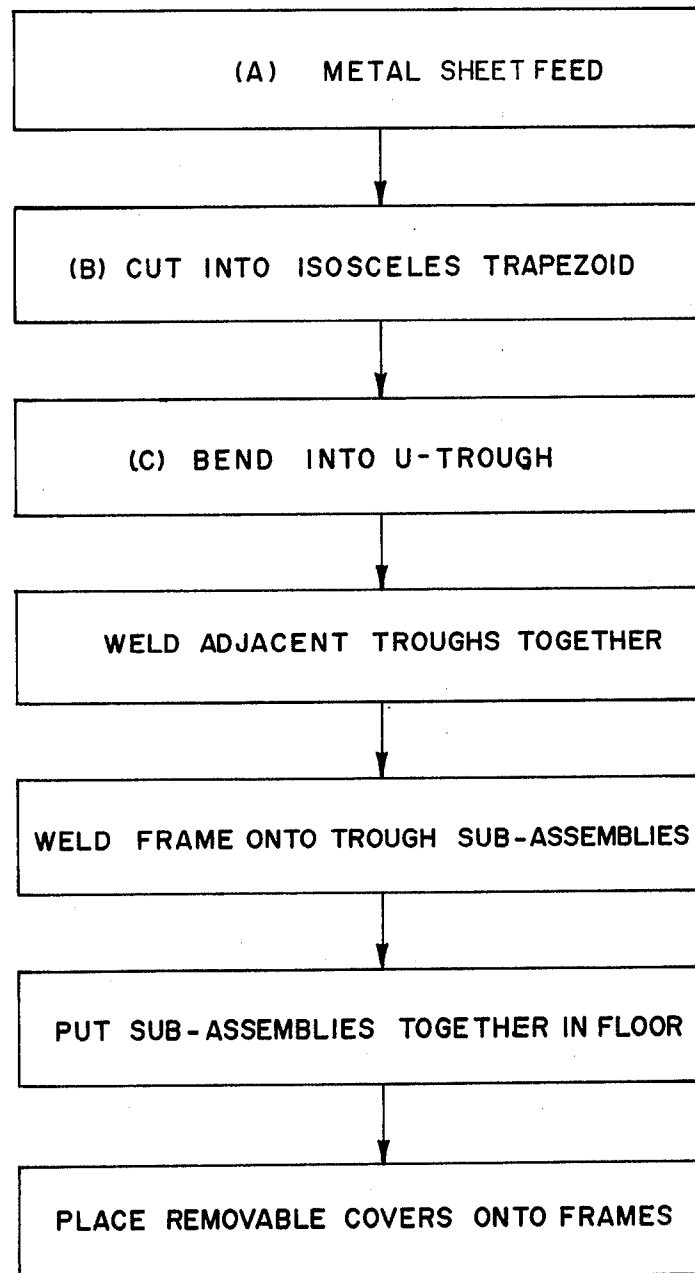 (A) METAL SHEET FEED
(B) CUT INTO ISOSCELES TRAPEZOID
(C) BEND INTO U-TROUGH
WELD ADJACENT TROUGHS TOGETHER
WELD FRAME ONTO TROUGH SUB-ASSEMBLIES
PUT SUB-ASSEMBLIES TOGETHER IN FLOOR
PLACE REMOVABLE COVERS ONTO FRAMES